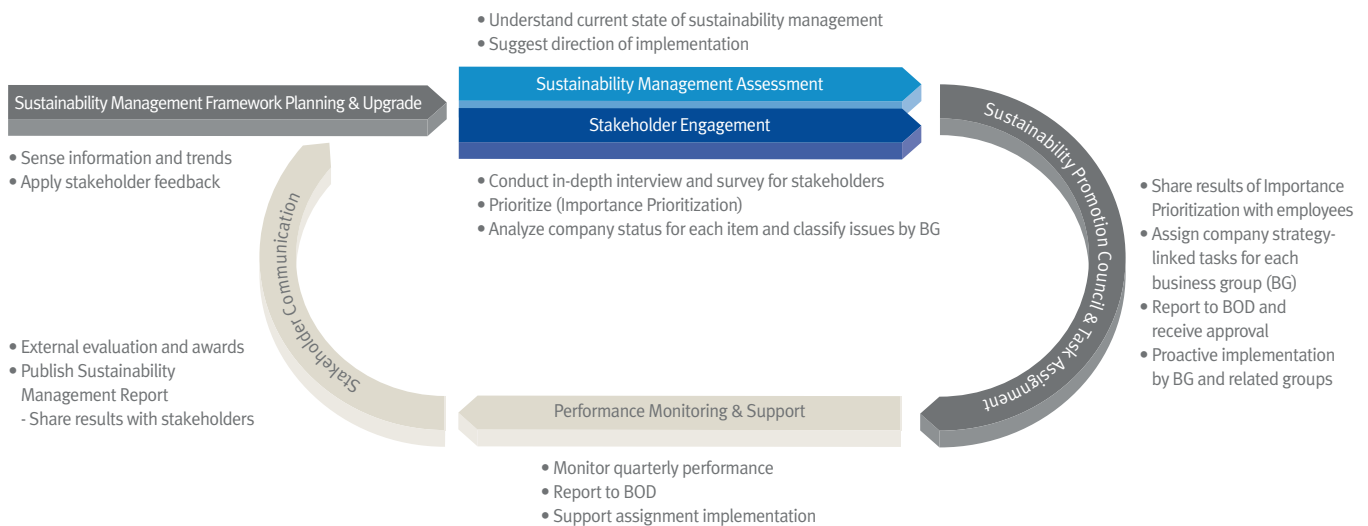 • Understand current state of sustainability management
• Suggest direction of implementation
Sustainability Management Framework Planning & Upgrade
Sustainability Management Assessment
Stakeholder Engagement
• Sense information and trends
• Apply stakeholder feedback
• Conduct in-depth interview and survey for stakeholders
• Prioritize (Importance Prioritization)
• Analyze company status for each item and classify issues by BG
Sustainability Promotion Council & Task Assignment
• Share results of Importance
Prioritization with employees
• Assign company strategy-
linked tasks for each
business group (BG)
• Report to BOD and
receive approval
• Proactive implementation
by BG and related groups
Performance Monitoring & Support
• Monitor quarterly performance
• Report to BOD
• Support assignment implementation
Stakeholder Communication
• External evaluation and awards
• Publish Sustainability
Management Report
- Share results with stakeholders